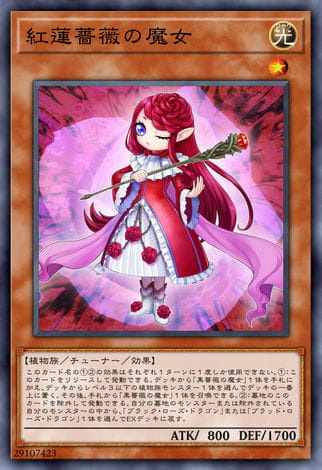 紅蓮薔薇の魔女
光
【植物族／チューナー／効果】
このカード名の①②の効果はそれぞれ１ターンに１度しか使用できない。①：こ
のカードをリリースして発動できる。デッキから「黒薔薇の魔女」１体を手札に
加え、デッキからレベル３以下の植物族モンスター１体を選んでデッキの一番
上に置く。その後、手札から「黒薔薇の魔女」１体を召喚できる。②：墓地のこの
カードを除外して発動できる。自分の墓地のモンスターまたは除外されている
自分のモンスターの中から、「ブラック・ローズ・ドラゴン」または「ブラッド・ロ
ーズ・ドラゴン」１体を選んでEXデッキに戻す。
ATK/ 800 DEF/1700
29107423